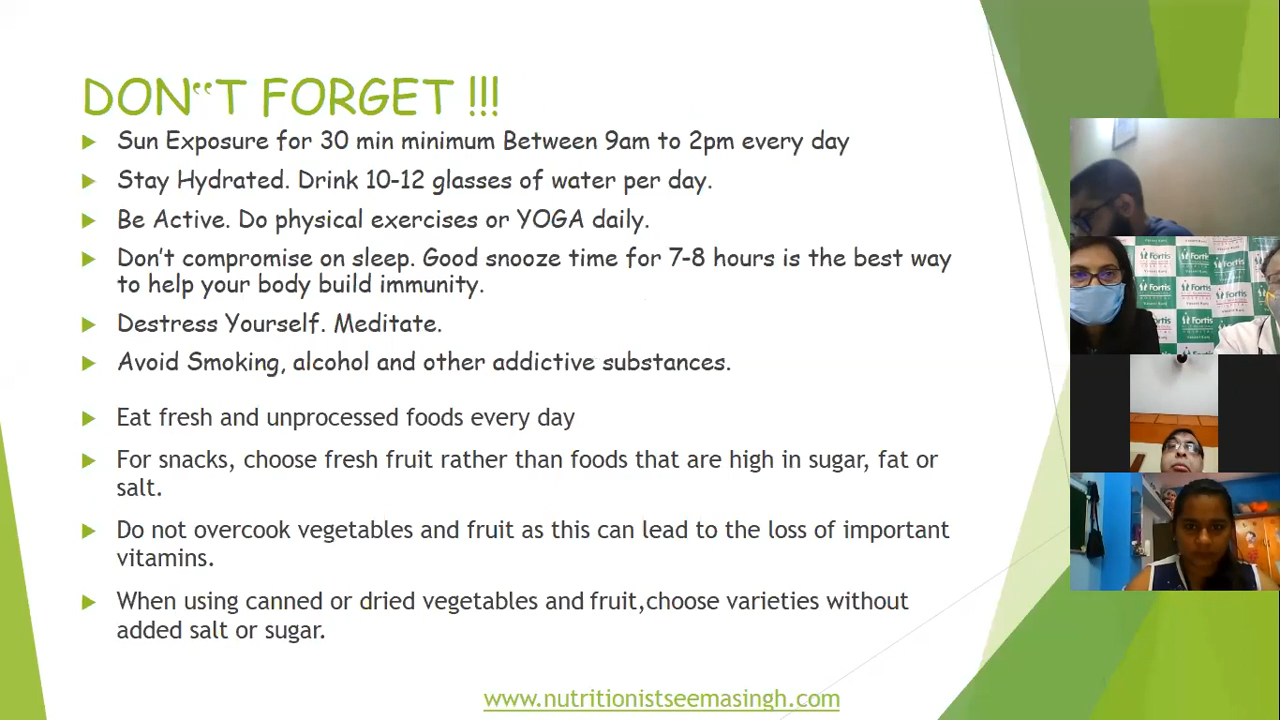 DON‟T FORGET !!!
Sun Exposure for 30 min minimum Between 9am to 2pm every day
Stay Hydrated. Drink 10-12 glasses of water per day.
Be Active. Do physical exercises or YOGA daily.
Don't compromise on sleep. Good snooze time for 7-8 hours is the best way
to help your body build immunity.
Destress Yourself. Meditate.
Avoid Smoking, alcohol and other addictive substances.
Eat fresh and unprocessed foods every day
For snacks, choose fresh fruit rather than foods that are high in sugar, fat or
salt.
Do not overcook vegetables and fruit as this can lead to the loss of important
vitamins.
When using canned or dried vegetables and fruit,choose varieties without
added salt or sugar.
www.nutritionistseemasingh.com
Fortis
Fortis
Fortis
Fortis